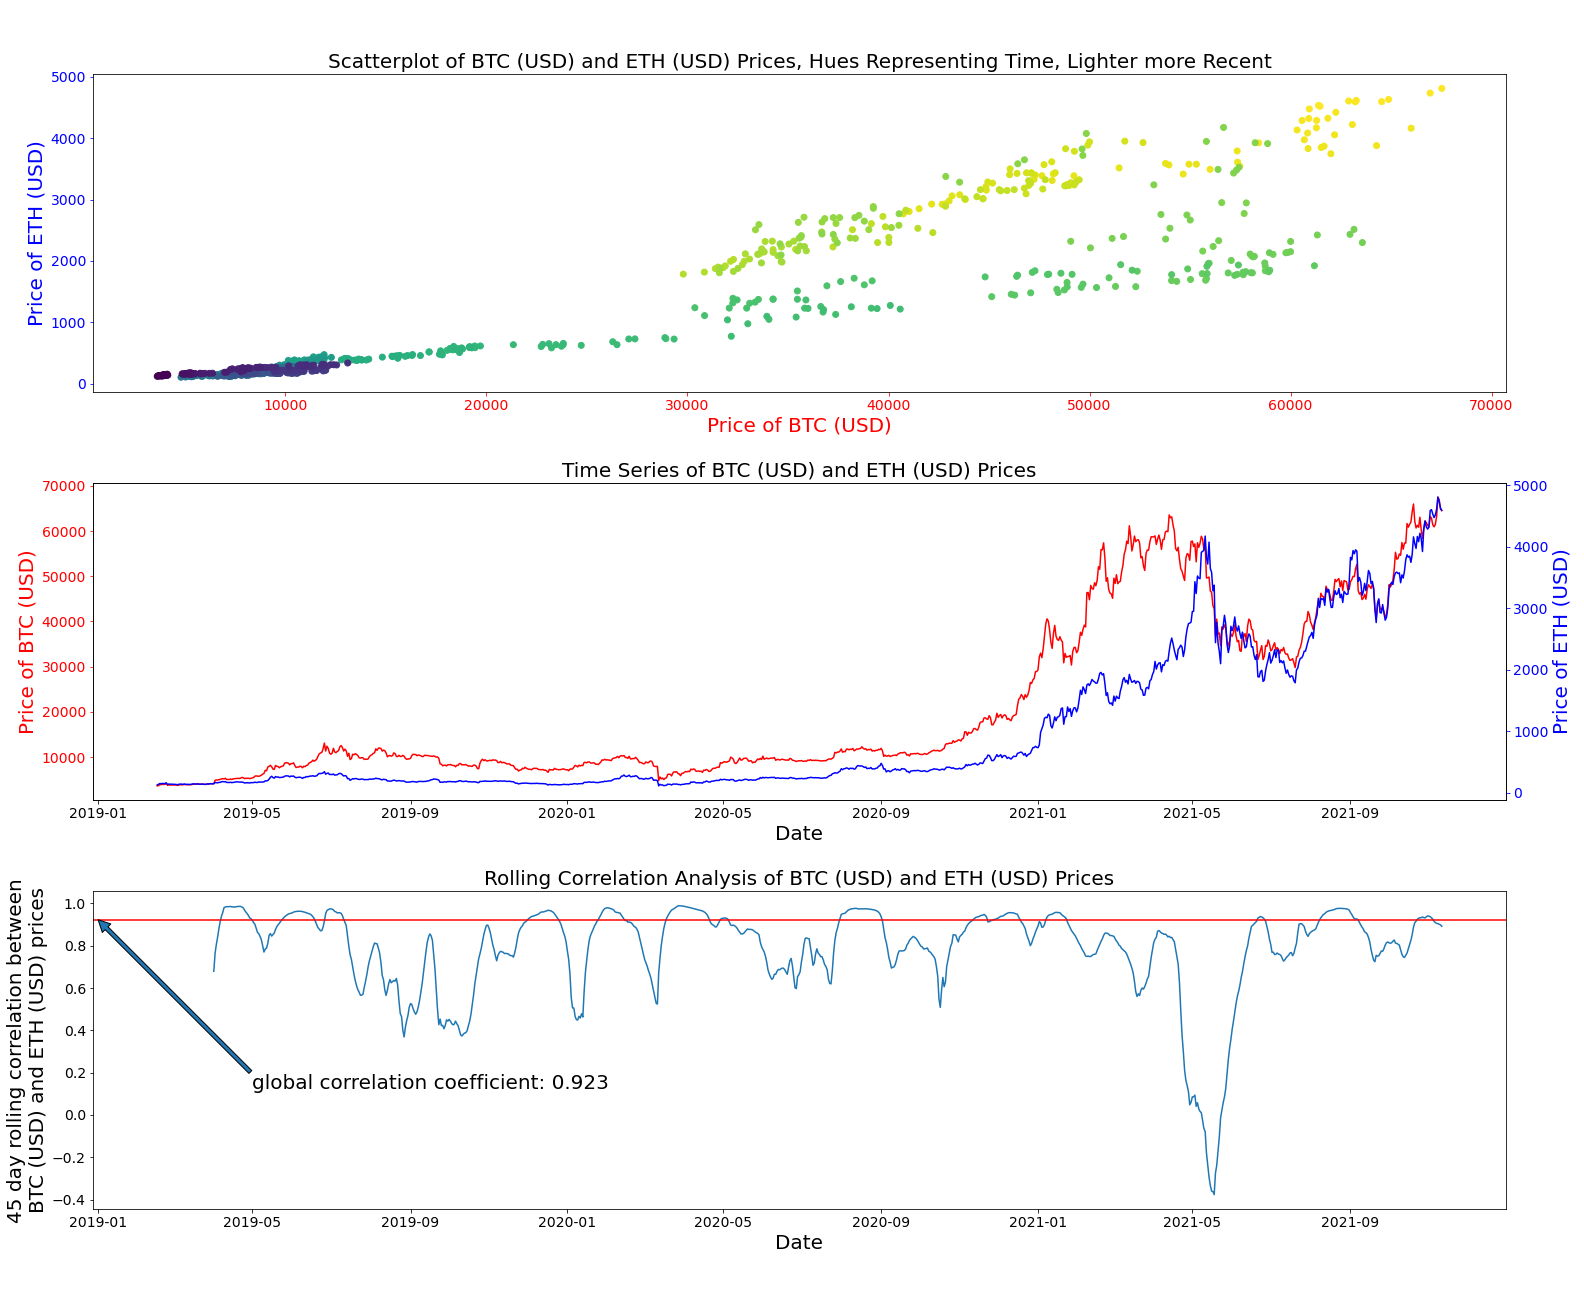 Scatterplot of BTC (USD) and ETH (USD) Prices, Hues Representing Time, Lighter more Recent
5000
4000
3000
2000
1000
0
Price of ETH (USD)
10000 20000 30000 40000 50000 60000 70000
Price of BTC (USD)
Time Series of BTC (USD) and ETH (USD) Prices
70000
60000
50000
40000
30000
20000
10000
Price of BTC (USD)
5000
4000
3000
2000
1000
0
Price of ETH (USD)
2019-01 2019-05 2019-09 2020-01 2020-05 2020-09 2021-01 2021-05 2021-09
Date
Rolling Correlation Analysis of BTC (USD) and ETH (USD) Prices
1.0
0.8
0.6
0.4
0.2
0.0
−0.2
−0.4
45 day rolling correlation between
BTC (USD) and ETH (USD) prices
global correlation coefficient: 0.923
2019-01 2019-05 2019-09 2020-01 2020-05 2020-09 2021-01 2021-05 2021-09
Date